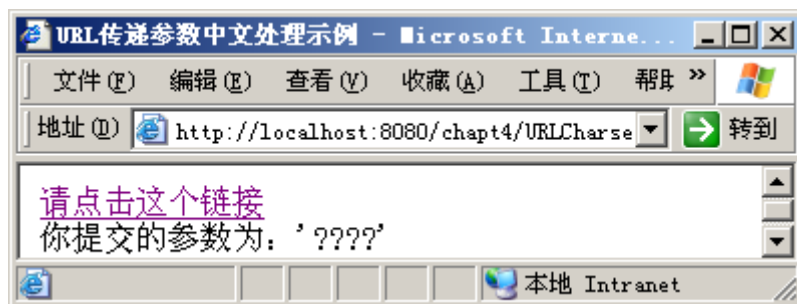 URL传递参数中文处理示例 - Microsoft Interne...
文件(F) 编辑(E) 查看(V) 收藏(A) 工具(T) 帮助 »
地址(D) http://localhost:8080/chapt4/URLCharse 转到
请点击这个链接
你提交的参数为：'????'
本地 Intranet